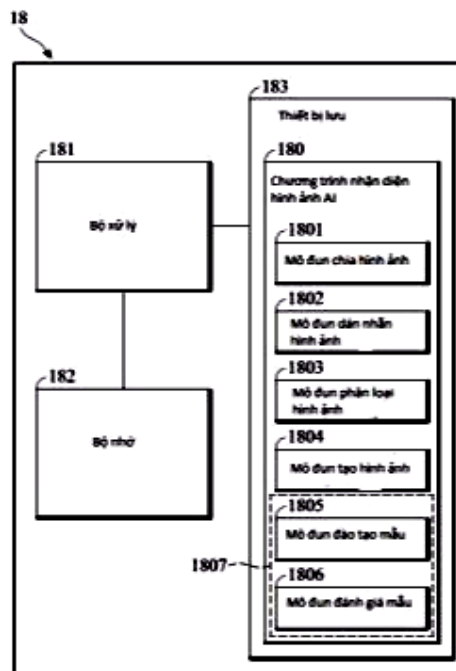 18
183
Thiết bị lưu
181
Bộ xử lý
180
Chương trình nhận diện
hình ảnh AI
1801
Mô đun chia hình ảnh
1802
Mô đun dán nhãn
hình ảnh
1803
Mô đun phân loại
hình ảnh
182
Bộ nhớ
1804
Mô đun tạo hình ảnh
1805
Mô đun đào tạo mẫu
1807
1806
Mô đun đánh giá mẫu